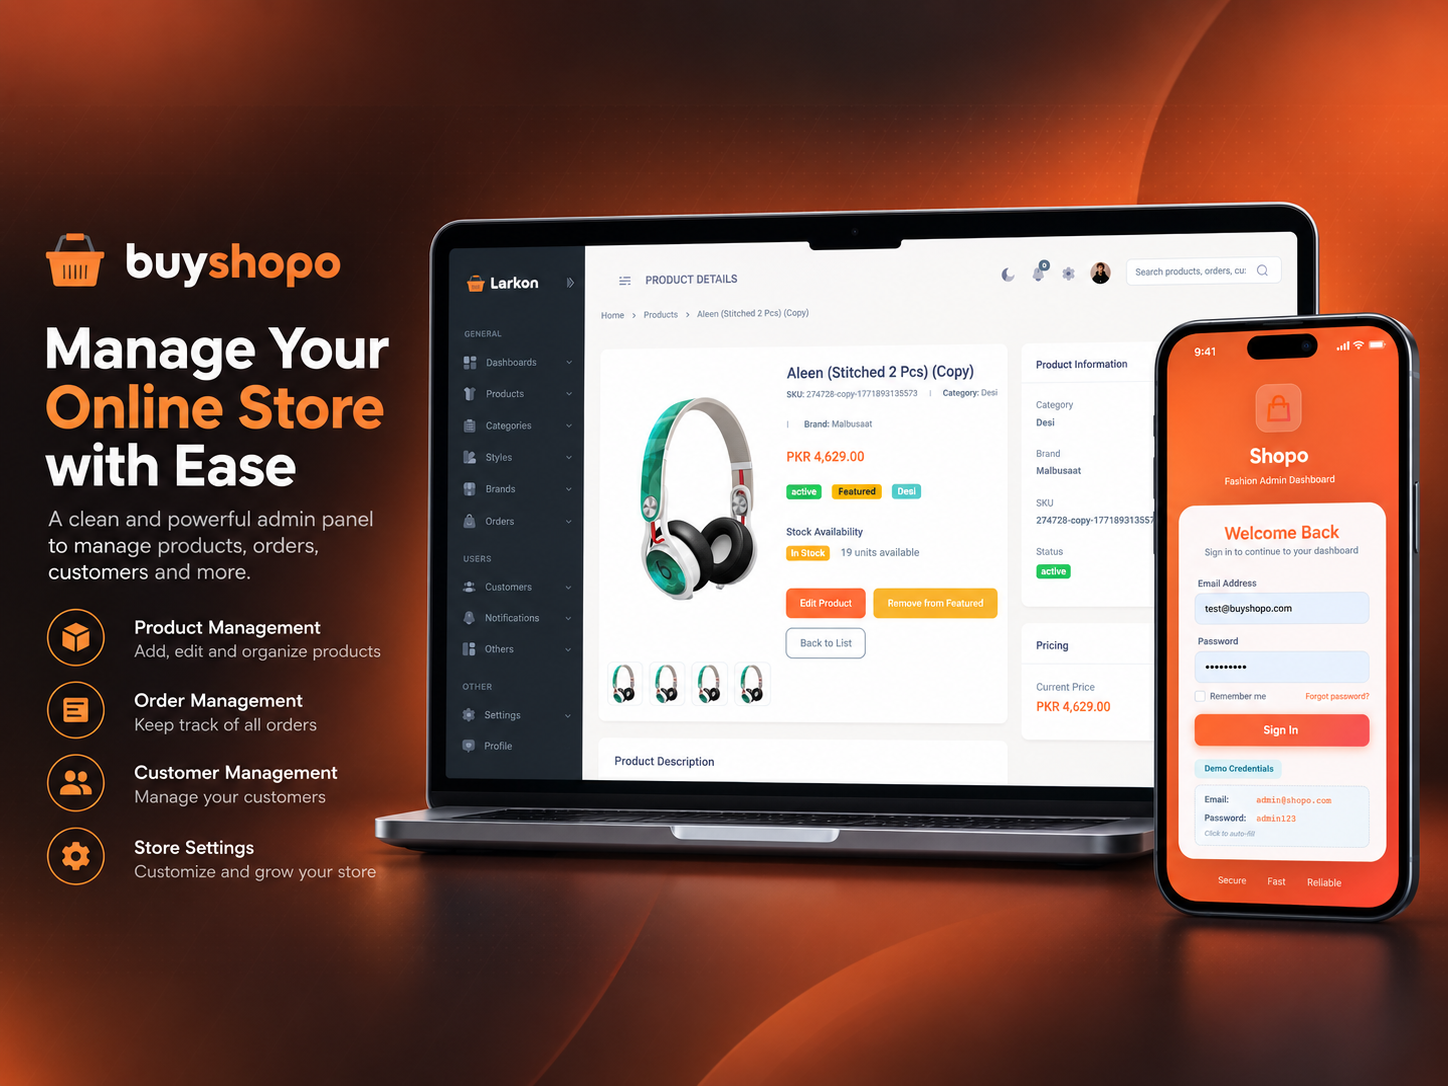 buyshopo
Manage Your
Online Store
with Ease
A clean and powerful admin panel
to manage products, orders,
customers and more.
Product Management
Add, edit and organize products
Order Management
Keep track of all orders
Customer Management
Manage your customers
Store Settings
Customize and grow your store
Larkon
GENERAL
Dashboards
Products
Categories
Styles
Brands
Orders
USERS
Customers
Notifications
Others
OTHER
Settings
Profile
PRODUCT DETAILS
0
Search products, orders, cu:
Home > Products > Aleen (Stitched 2 Pcs) (Copy)
Aleen (Stitched 2 Pcs) (Copy)
SKU: 274728-copy-1771893135573 | Category: Desi
| Brand: Malbusaat
PKR 4,629.00
active Featured Desi
Stock Availability
In Stock 19 units available
Edit Product Remove from Featured
Back to List
Product Description
Product Information
Category
Desi
Brand
Malbusaat
SKU
274728-copy-177189313557
Status
active
Pricing
Current Price
PKR 4,629.00
9:41
Shopo
Fashion Admin Dashboard
Welcome Back
Sign in to continue to your dashboard
Email Address
test@buyshopo.com
Password
•••••••••
Remember me Forgot password?
Sign In
Demo Credentials
Email: admin@shopo.com
Password: admin123
Click to auto-fill
Secure Fast Reliable